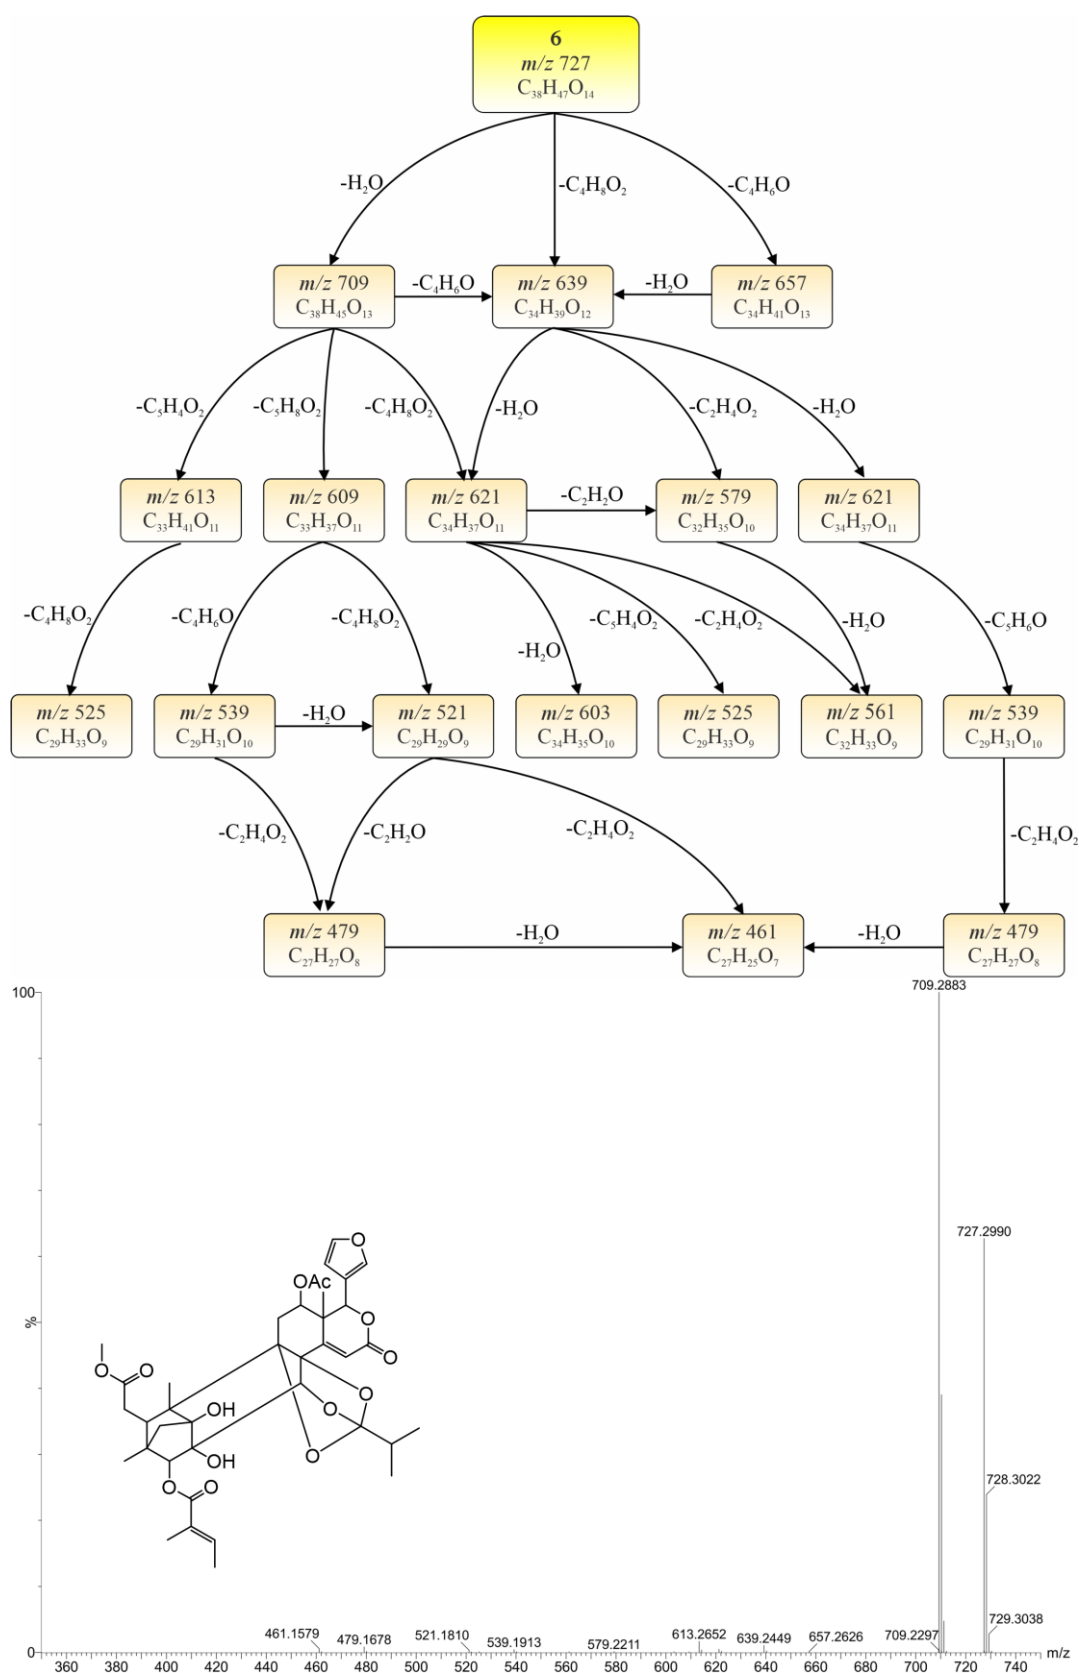 6
m/z 727
C₃₈H₄₇O₁₄
-H₂O
-C₄H₈O₂
-C₄H₆O
m/z 709
C₃₈H₄₅O₁₃
-C₄H₆O
m/z 639
C₃₄H₃₉O₁₂
-H₂O
m/z 657
C₃₄H₄₁O₁₃
-C₅H₄O₂
-C₅H₈O₂
-C₄H₈O₂
-H₂O
-C₂H₄O₂
-H₂O
m/z 613
C₃₃H₄₁O₁₁
m/z 609
C₃₃H₃₇O₁₁
m/z 621
C₃₄H₃₇O₁₁
-C₂H₂O
m/z 579
C₃₂H₃₅O₁₀
m/z 621
C₃₄H₃₇O₁₁
-C₄H₈O₂
-C₄H₆O
-C₄H₈O₂
-H₂O
-C₅H₄O₂
-C₂H₄O₂
-H₂O
-C₅H₆O
m/z 525
C₂₉H₃₃O₉
m/z 539
C₂₉H₃₁O₁₀
-H₂O
m/z 521
C₂₉H₂₉O₉
m/z 603
C₃₄H₃₅O₁₀
m/z 525
C₂₉H₃₃O₉
m/z 561
C₃₂H₃₃O₉
m/z 539
C₂₉H₃₁O₁₀
-C₂H₄O₂
-C₂H₂O
-C₂H₄O₂
-C₂H₄O₂
m/z 479
C₂₇H₂₇O₈
-H₂O
m/z 461
C₂₇H₂₅O₇
-H₂O
m/z 479
C₂₇H₂₇O₈
100
709.2883
727.2990
O
OAc
O
O
O
O
O
OH
O
O
OH
O
O
728.3022
%
729.3038
461.1579
479.1678
521.1810
539.1913
579.2211
613.2652
639.2449
657.2626
709.2297
0
360 380 400 420 440 460 480 500 520 540 560 580 600 620 640 660 680 700 720 740 m/z